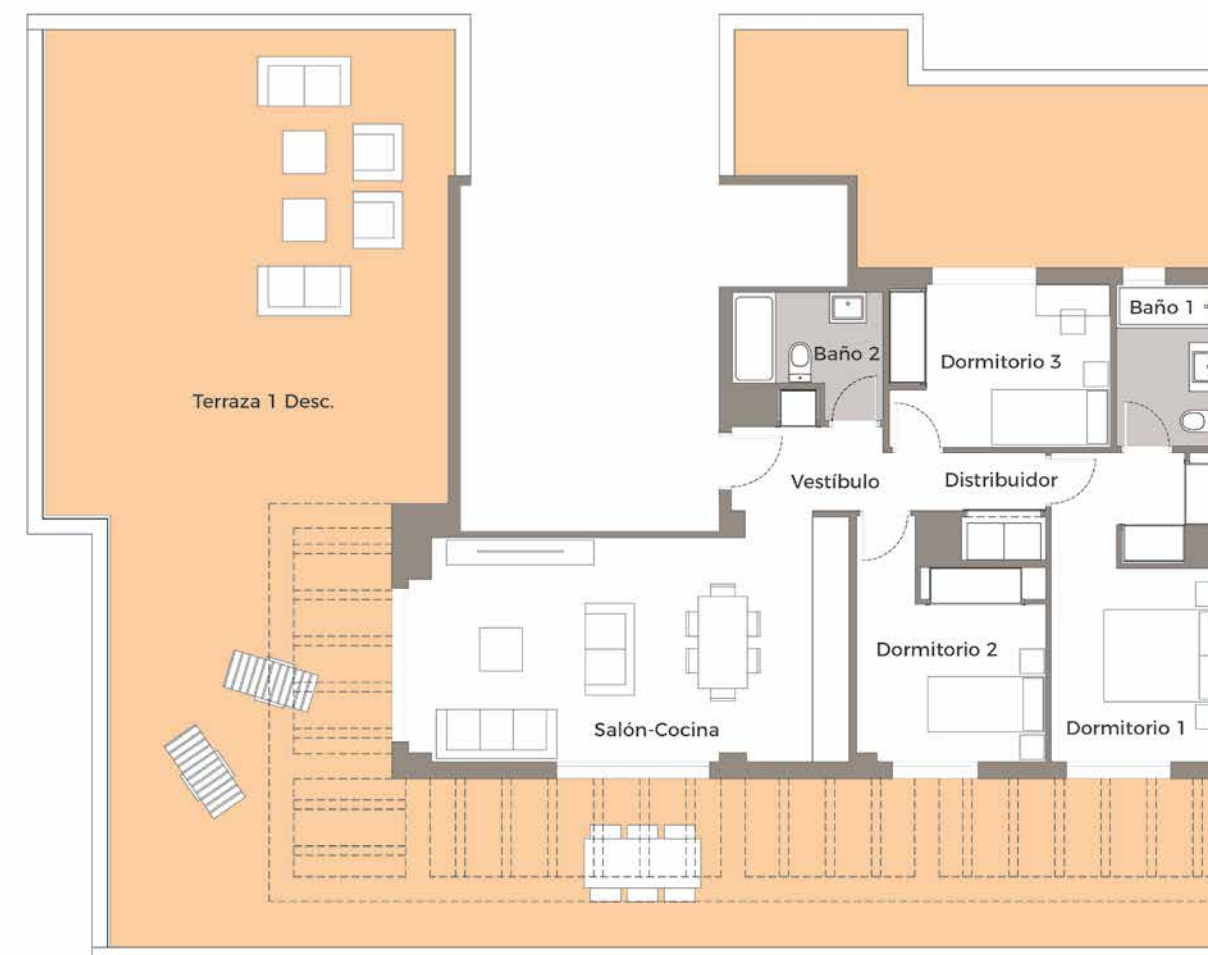 Baño 1
Baño 2
Dormitorio 3
Terraza 1 Desc.
Vestíbulo
Distribuidor
Dormitorio 2
Salón-Cocina
Dormitorio 1